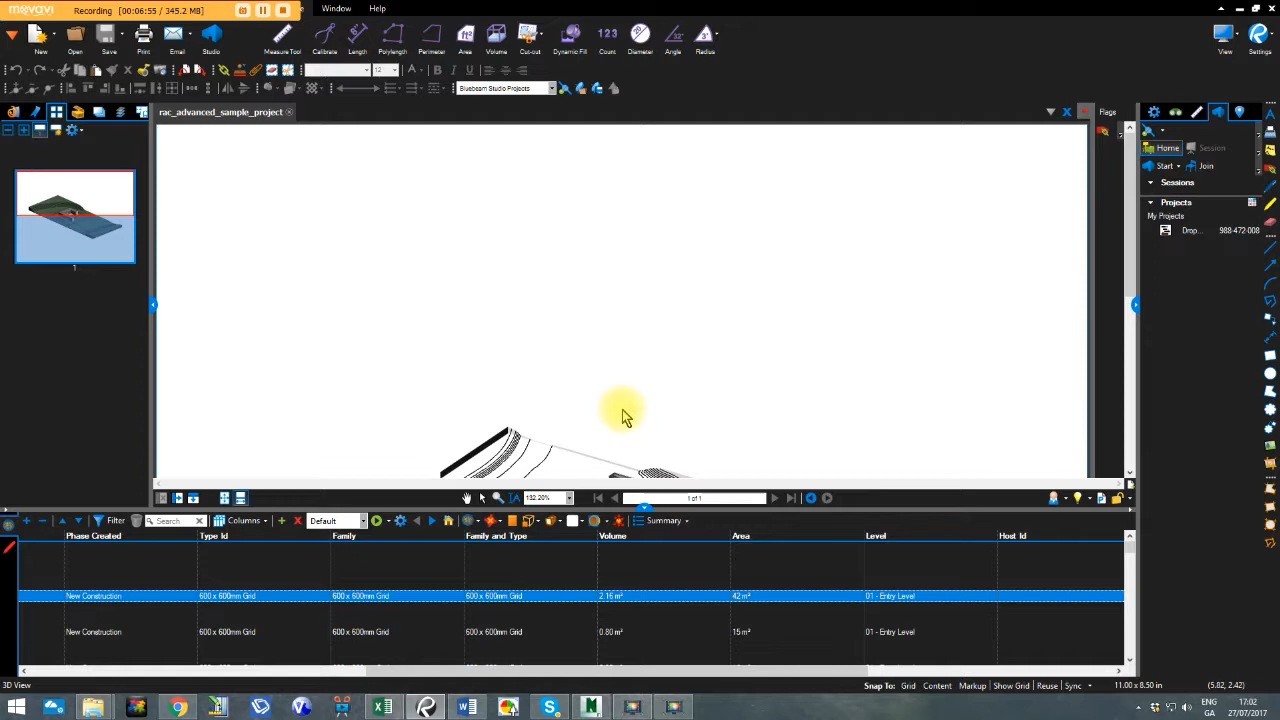 movavi
Recording [00:06:55 / 345.2 MB]
Window Help
New Open Save Print Email Studio Measure Tool Calibrate Length Polylength Perimeter Area Volume Cut-out Dynamic Fill Count Diameter Angle Radius View Settings
12
Bluebeam Studio Projects
rac_advanced_sample_project
Flags
Home Session
Start Join
Sessions
Projects
My Projects
Drop... 988-472-008
1
132.20%
1 of 1
Filter Search Columns Default Summary
Phase Created Type Id Family Family and Type Volume Area Level Host Id
New Construction 600 x 600mm Grid 600 x 600mm Grid 600 x 600mm Grid 2.16 m³ 42 m² 01 - Entry Level
New Construction 600 x 600mm Grid 600 x 600mm Grid 600 x 600mm Grid 0.80 m³ 15 m² 01 - Entry Level
3D View
Snap To: Grid Content Markup Show Grid Reuse Sync 11.00 x 8.50 in (5.82, 2.42)
ENG 17:02
GA 27/07/2017